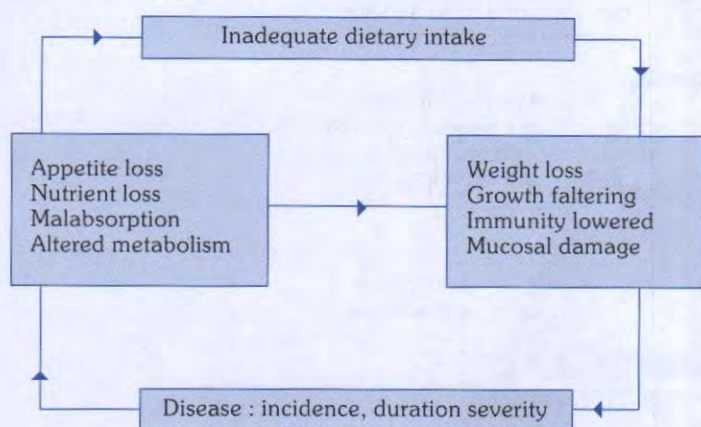 Inadequate dietary intake
Appetite loss
Nutrient loss
Malabsorption
Altered metabolism
Weight loss
Growth faltering
Immunity lowered
Mucosal damage
Disease : incidence, duration severity